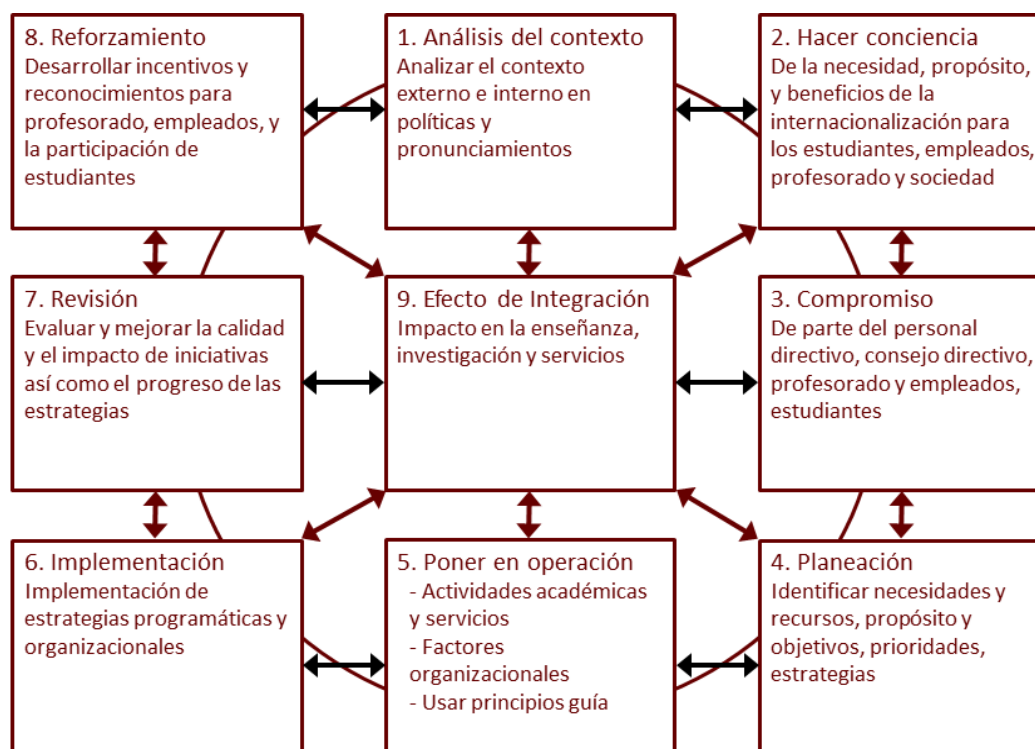 8. Reforzamiento
Desarrollar incentivos y
reconocimientos para
profesorado, empleados, y
la participación de
estudiantes
1. Análisis del contexto
Analizar el contexto
externo e interno en
políticas y
pronunciamientos
2. Hacer conciencia
De la necesidad, propósito,
y beneficios de la
internacionalización para
los estudiantes, empleados,
profesorado y sociedad
7. Revisión
Evaluar y mejorar la calidad
y el impacto de iniciativas
así como el progreso de las
estrategias
9. Efecto de Integración
Impacto en la enseñanza,
investigación y servicios
3. Compromiso
De parte del personal
directivo, consejo directivo,
profesorado y empleados,
estudiantes
6. Implementación
Implementación de
estrategias programáticas y
organizacionales
5. Poner en operación
- Actividades académicas
y servicios
- Factores
organizacionales
- Usar principios guía
4. Planeación
Identificar necesidades y
recursos, propósito y
objetivos, prioridades,
estrategias